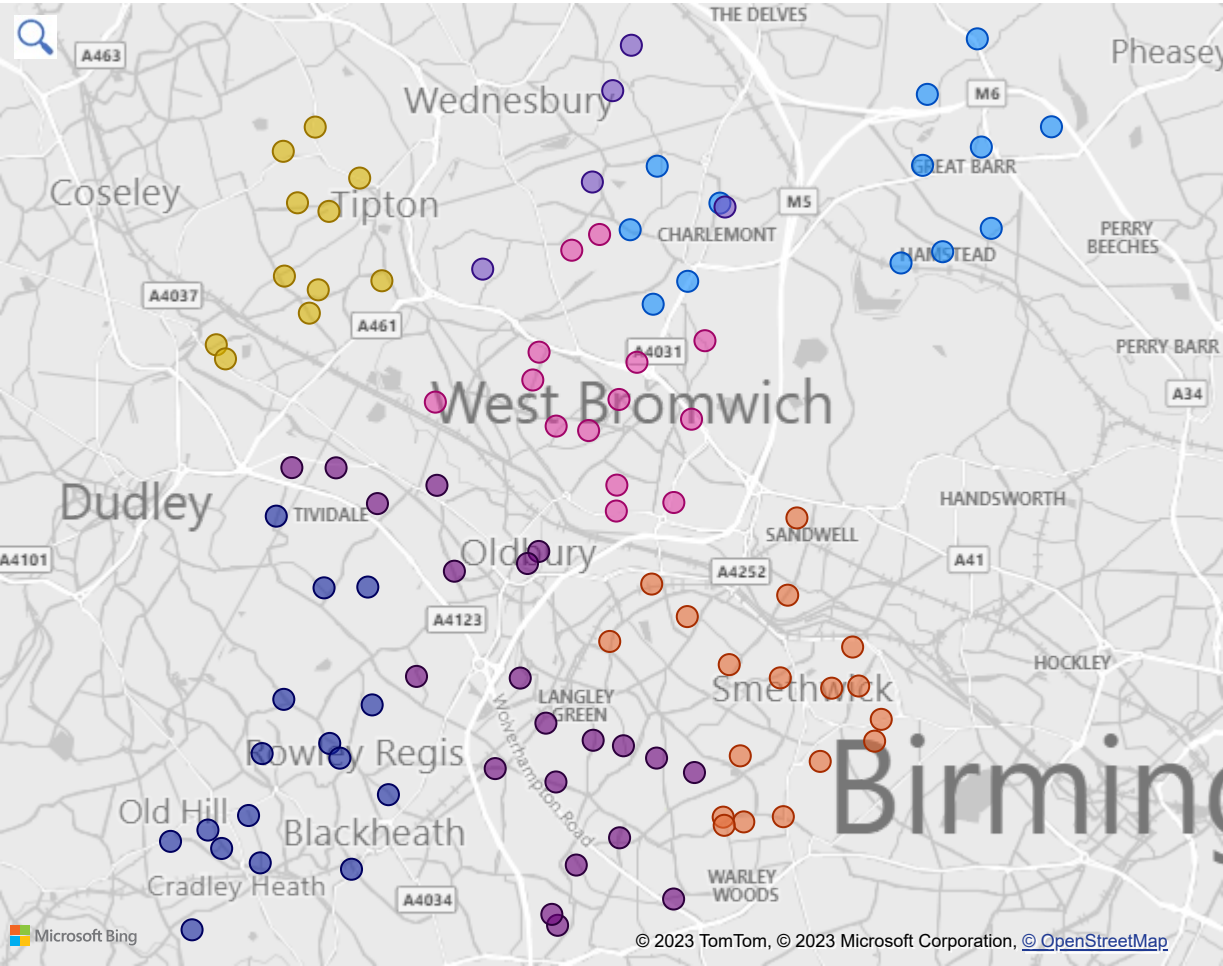 THE DELVES
A463
Pheasey
Wednesbury
M6
GREAT BARR
Coseley
Tipton
M5
CHARLEMONT
PERRY
BEECHES
HAMSTEAD
A4037
A461
A4031
PERRY BARR
A34
West Bromwich
Dudley
TIVIDALE
HANDSWORTH
SANDWELL
Oldbury
A4101
A4252
A41
A4123
HOCKLEY
Smethwick
LANGLEY
GREEN
Wolverhampton Road
Rowley Regis
Birming
Old Hill
Blackheath
Cradley Heath
WARLEY
WOODS
A4034
Microsoft Bing
© 2023 TomTom, © 2023 Microsoft Corporation, © OpenStreetMap